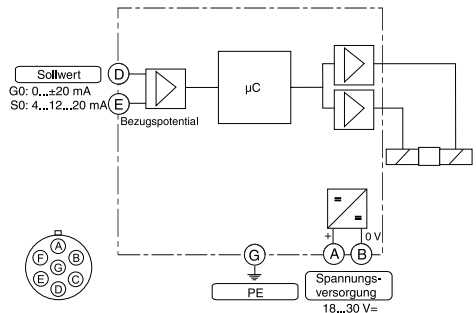 Sollwert
G0: 0...±20 mA
S0: 4...12...20 mA
D
E
Bezugspotential
µC
+
0 V
A
B
G
PE
Spannungs-
versorgung
18...30 V=
A
F
B
G
E
C
D